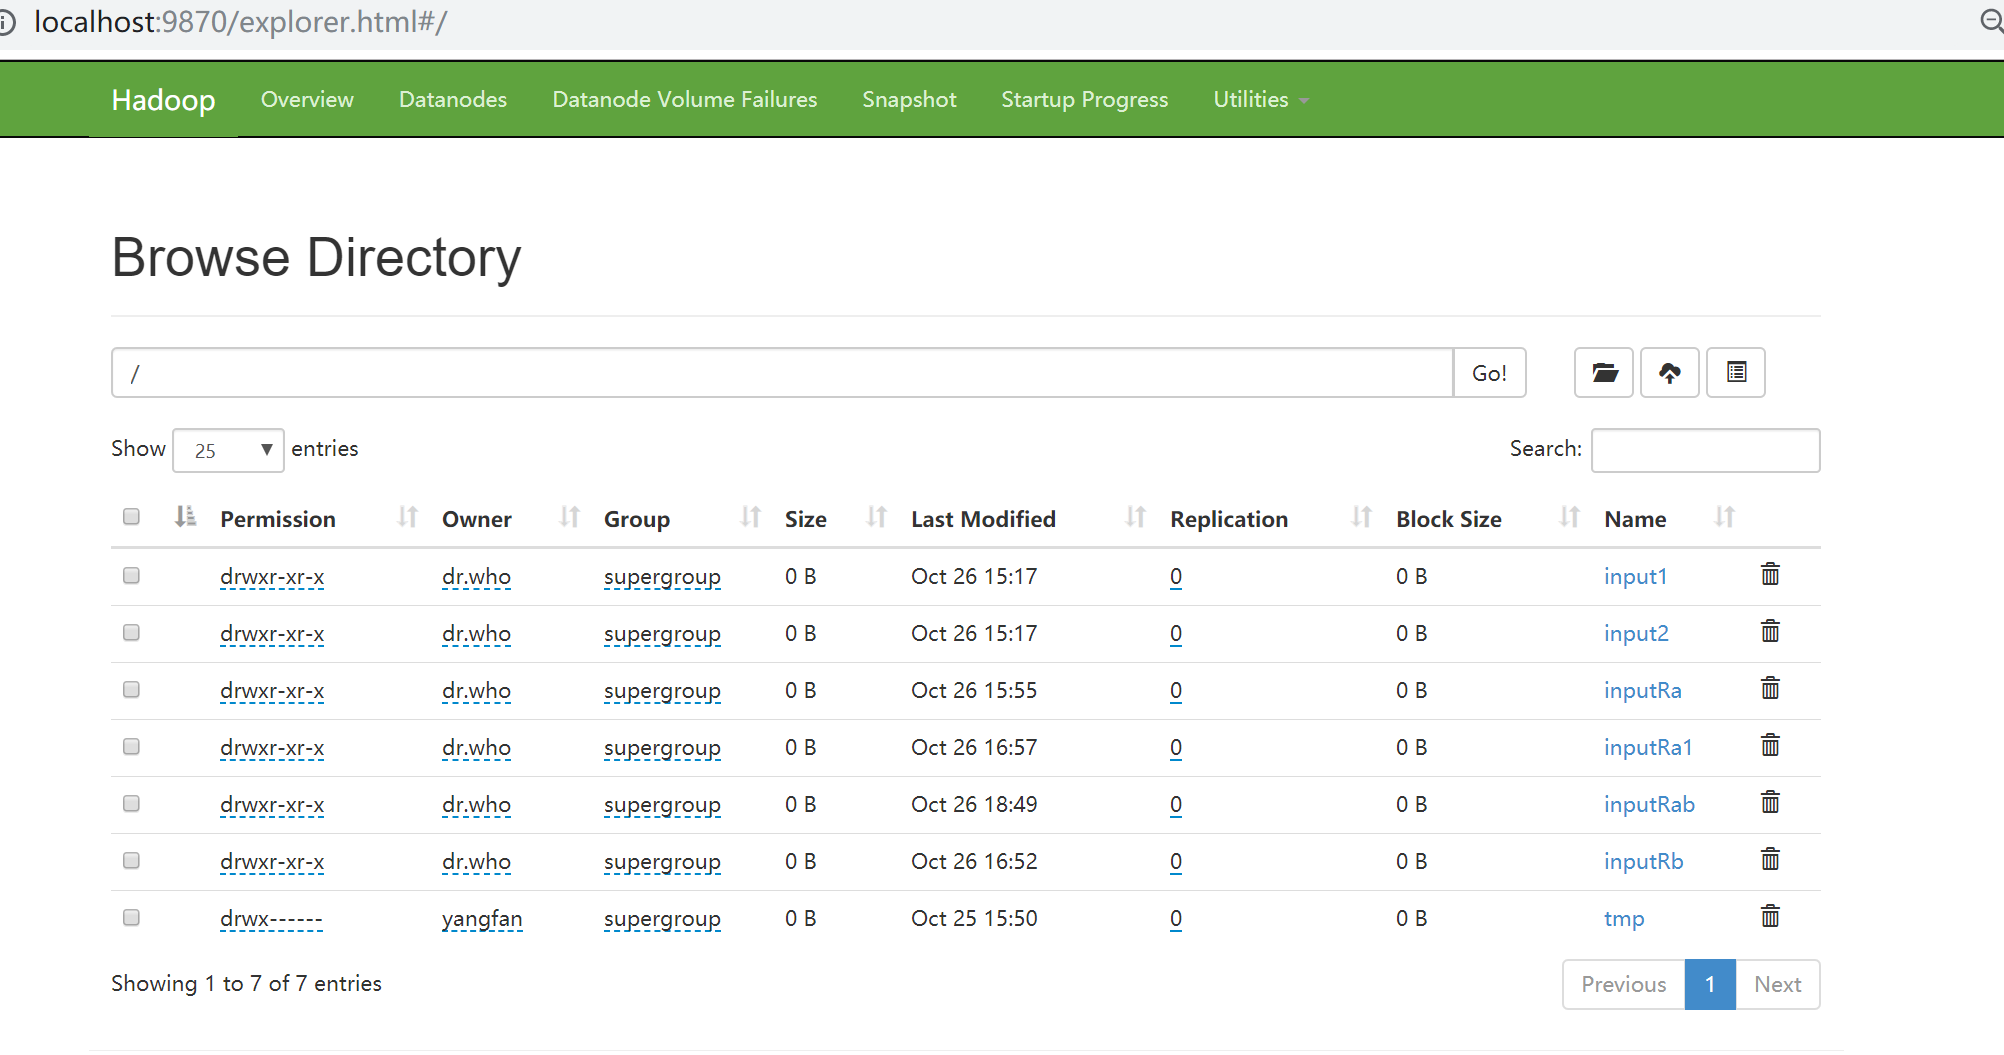 localhost:9870/explorer.html#/
Hadoop Overview Datanodes Datanode Volume Failures Snapshot Startup Progress Utilities
Browse Directory
/ Go!
Show 25 entries Search:
Permission Owner Group Size Last Modified Replication Block Size Name
drwxr-xr-x dr.who supergroup 0 B Oct 26 15:17 0 0 B input1
drwxr-xr-x dr.who supergroup 0 B Oct 26 15:17 0 0 B input2
drwxr-xr-x dr.who supergroup 0 B Oct 26 15:55 0 0 B inputRa
drwxr-xr-x dr.who supergroup 0 B Oct 26 16:57 0 0 B inputRa1
drwxr-xr-x dr.who supergroup 0 B Oct 26 18:49 0 0 B inputRab
drwxr-xr-x dr.who supergroup 0 B Oct 26 16:52 0 0 B inputRb
drwx------ yangfan supergroup 0 B Oct 25 15:50 0 0 B tmp
Showing 1 to 7 of 7 entries Previous 1 Next